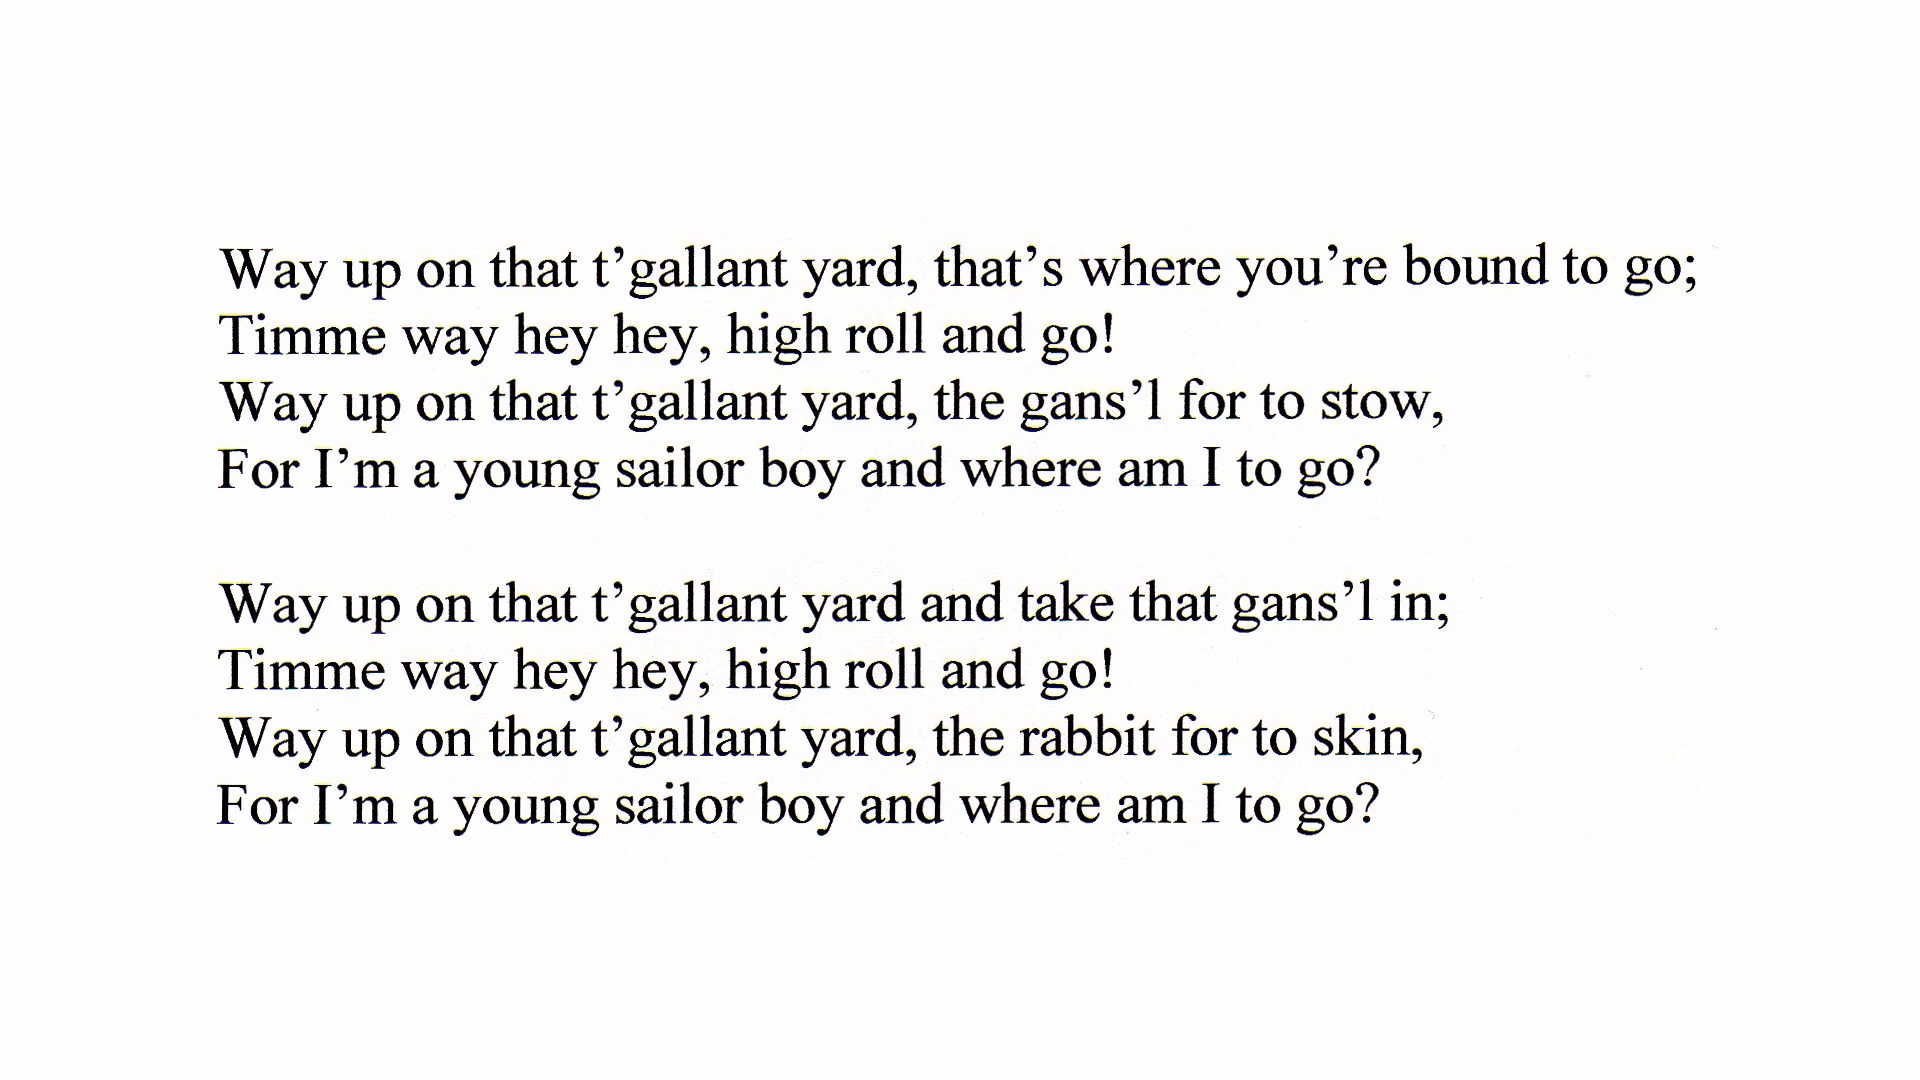 Way up on that t’gallant yard, that’s where you’re bound to go;
Timme way hey hey, high roll and go!
Way up on that t’gallant yard, the gans’l for to stow,
For I’m a young sailor boy and where am I to go?

Way up on that t’gallant yard and take that gans’l in;
Timme way hey hey, high roll and go!
Way up on that t’gallant yard, the rabbit for to skin,
For I’m a young sailor boy and where am I to go?